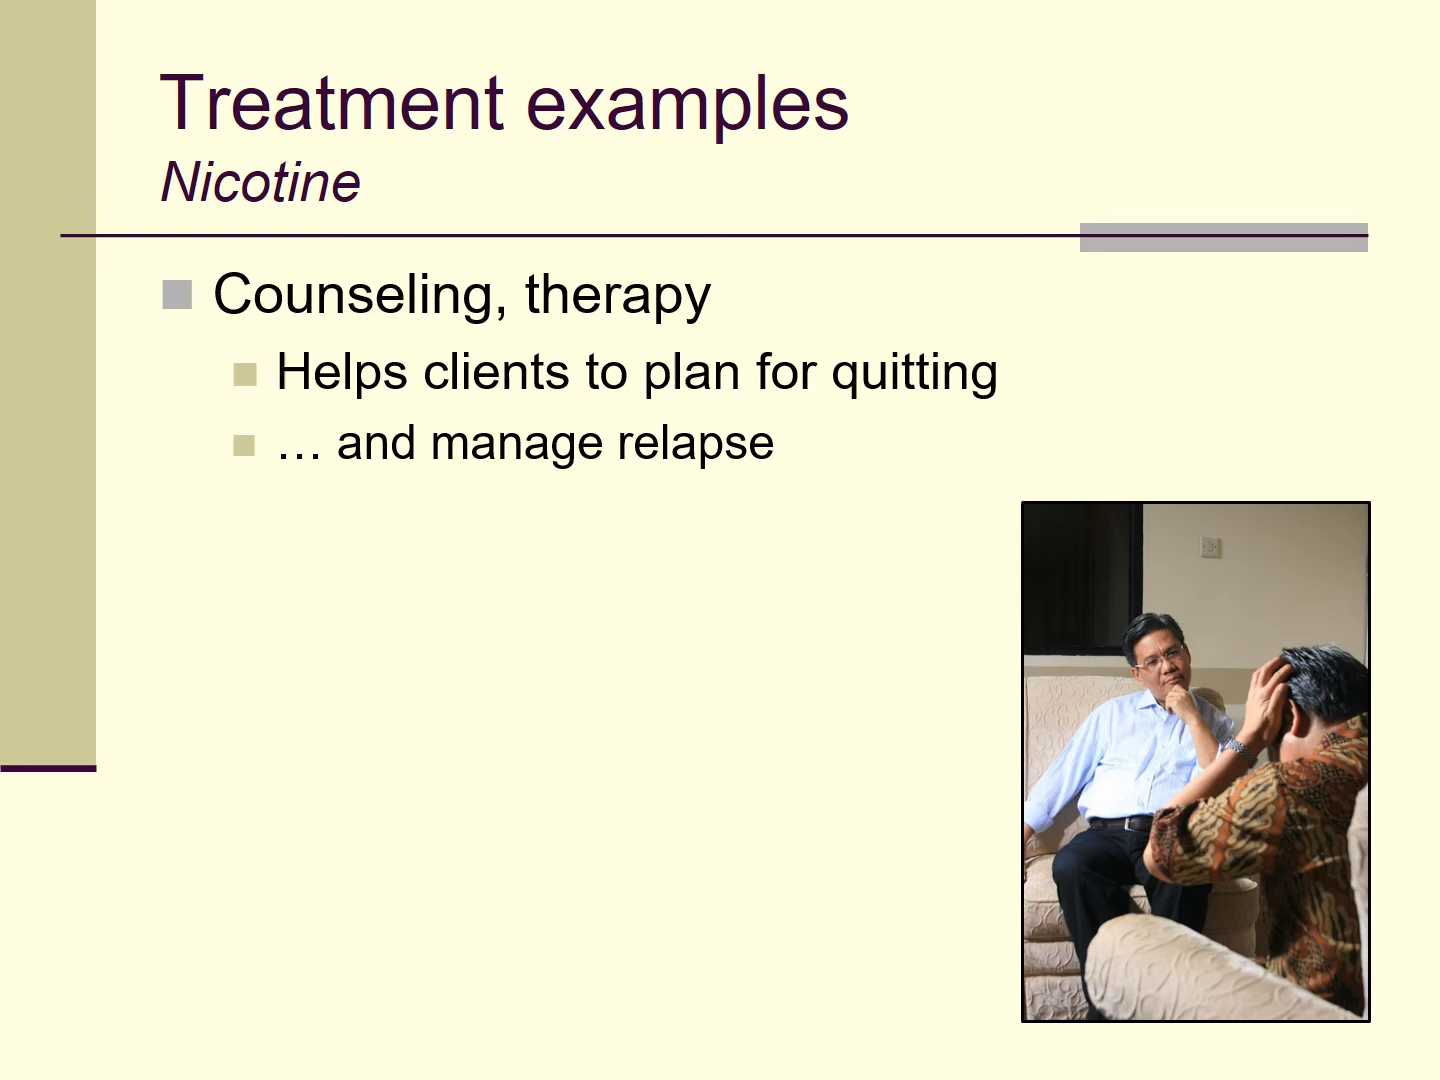 Treatment examples
Nicotine
Counseling, therapy
Helps clients to plan for quitting
… and manage relapse